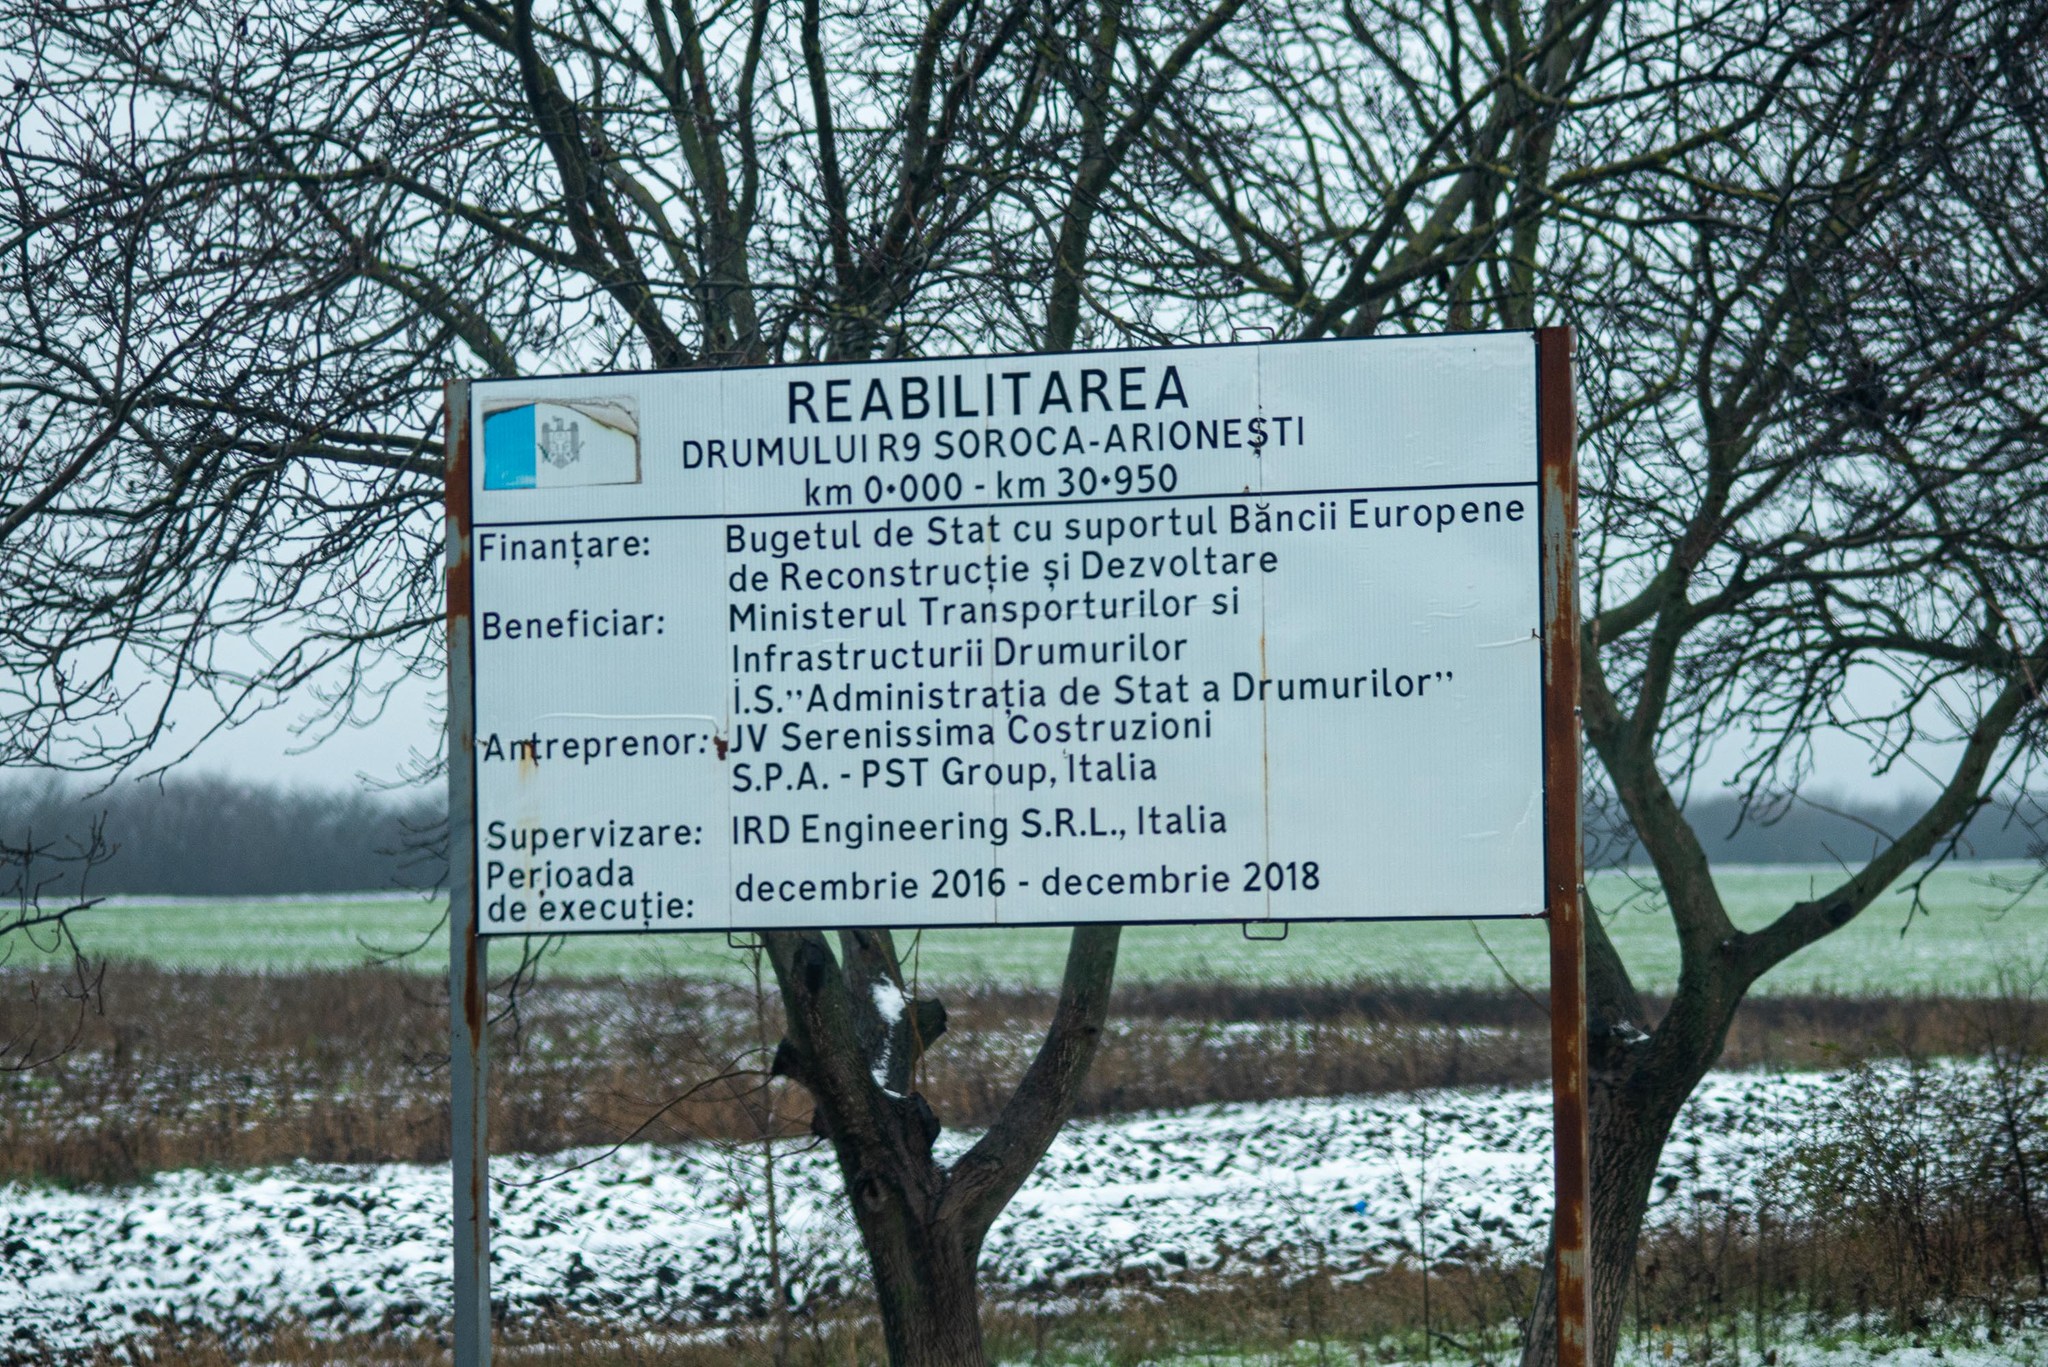 REABILITAREA
DRUMULUI R9 SOROCA-ARIONEȘTI
km 0•000 - km 30•950
Finanțare: Bugetul de Stat cu suportul Băncii Europene
de Reconstrucție și Dezvoltare
Beneficiar: Ministerul Transporturilor si
Infrastructurii Drumurilor
Î.S.”Administrația de Stat a Drumurilor”
Antreprenor: JV Serenissima Costruzioni
S.P.A. - PST Group, Italia
Supervizare: IRD Engineering S.R.L., Italia
Perioada
de execuție: decembrie 2016 - decembrie 2018